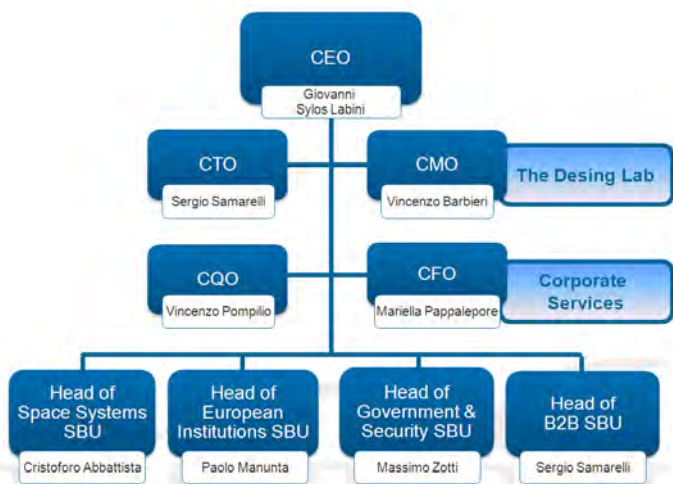 CEO
Giovanni
Sylos Labini
CTO
Sergio Samarelli
CMO
Vincenzo Barbieri
The Desing Lab
CQO
Vincenzo Pompilio
CFO
Mariella Pappalepore
Corporate
Services
Head of
Space Systems
SBU
Cristoforo Abbattista
Head of
European
Institutions SBU
Paolo Manunta
Head of
Government &
Security SBU
Massimo Zotti
Head of
B2B SBU
Sergio Samarelli